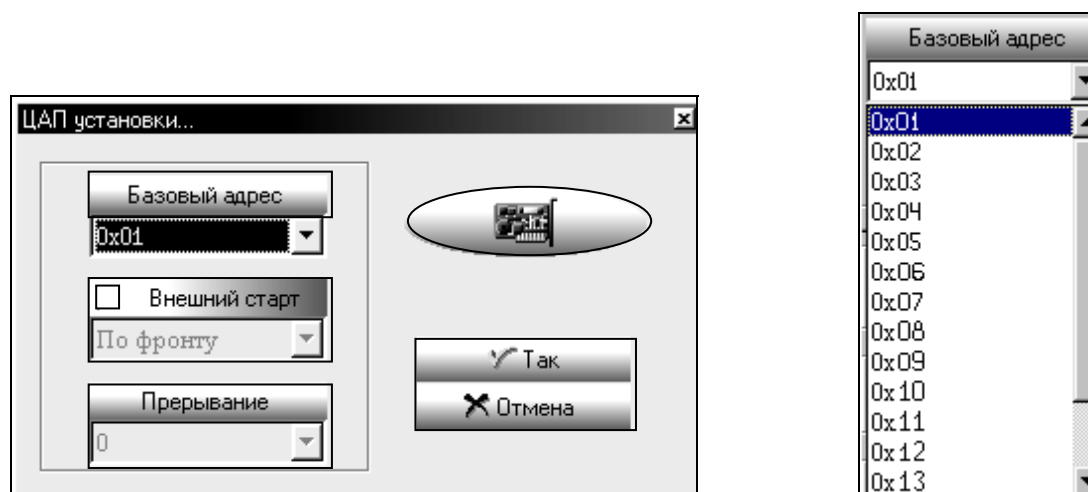 ЦАП установки...
Базовый адрес
0x01
Внешний старт
По фронту
Прерывание
0
Так
Отмена
Базовый адрес
0x01
0x01
0x02
0x03
0x04
0x05
0x06
0x07
0x08
0x09
0x10
0x11
0x12
0x13